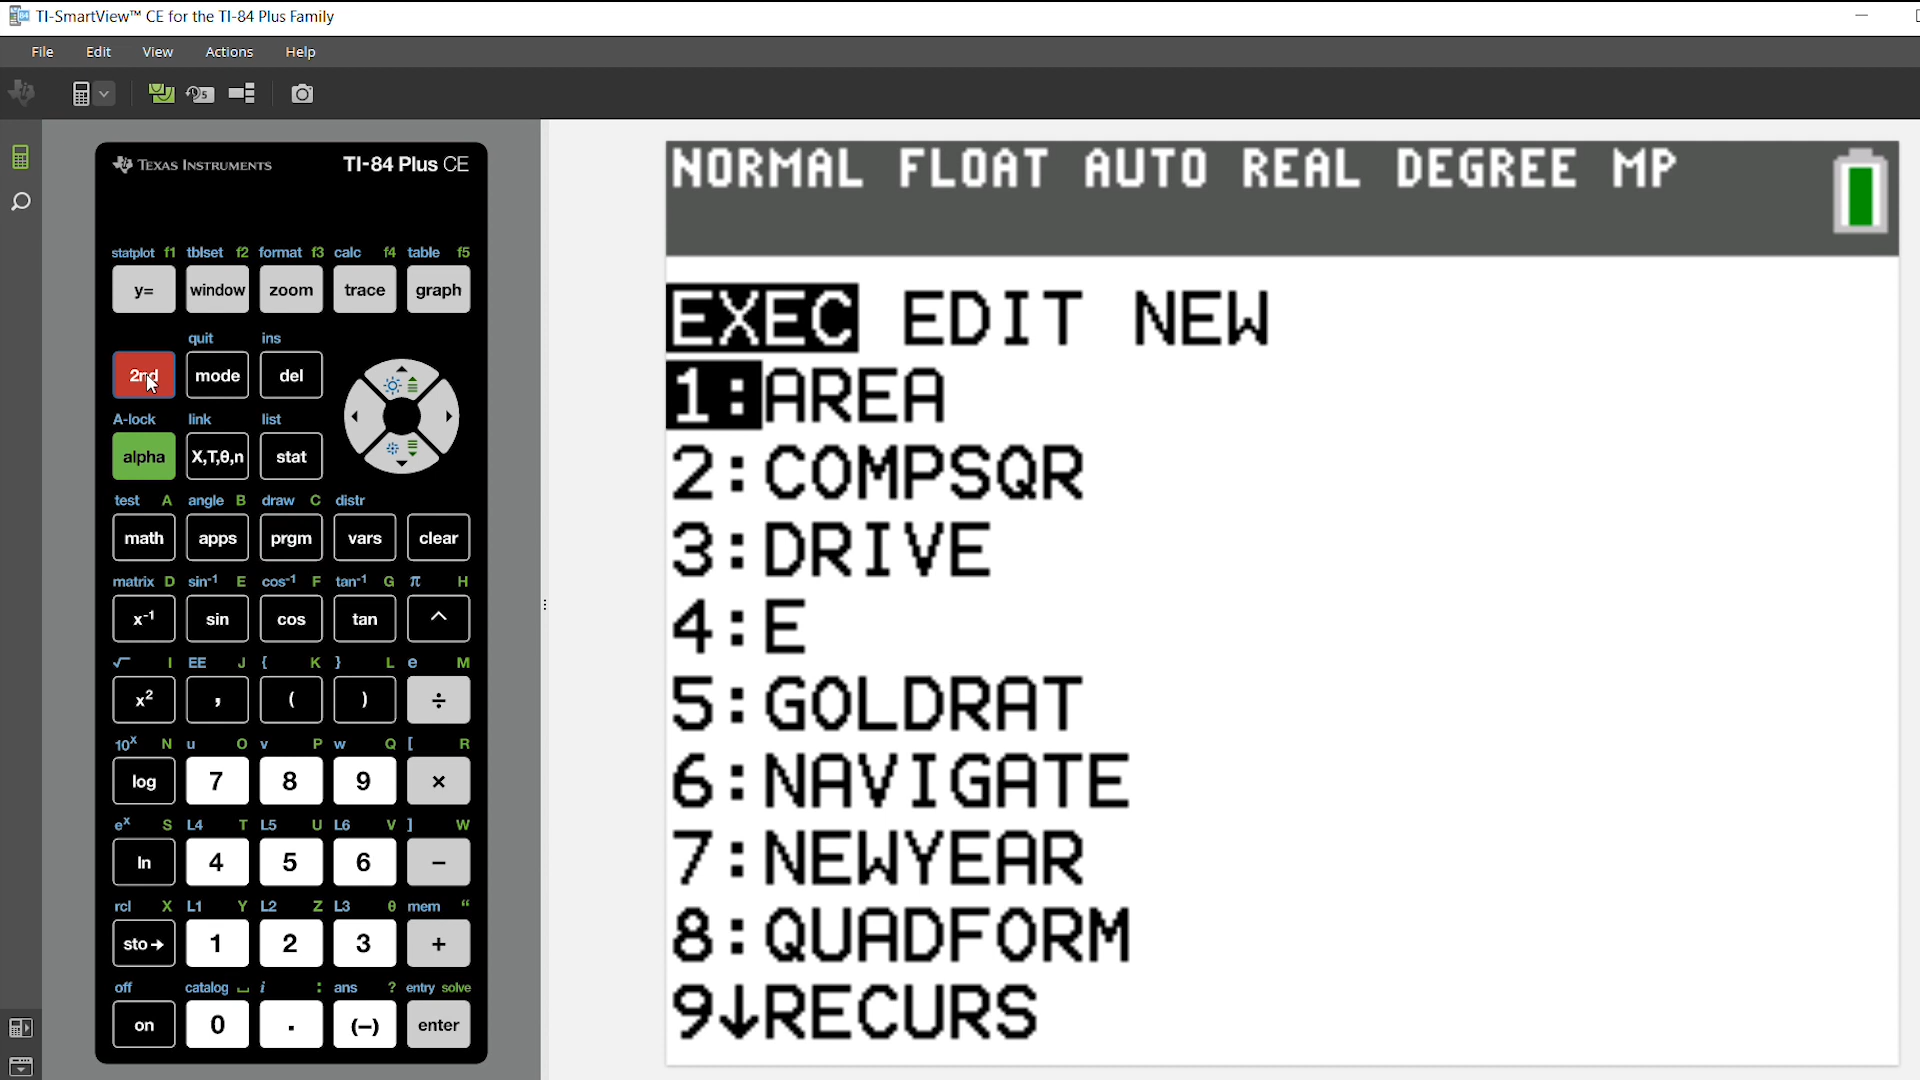 TI-SmartView™ CE for the TI-84 Plus Family
File Edit View Actions Help
TEXAS INSTRUMENTS TI-84 Plus CE
statplot f1 tblset f2 format f3 calc f4 table f5
y= window zoom trace graph
quit ins
2nd mode del
A-lock link list
alpha X,T,θ,n stat
test A angle B draw C distr
math apps prgm vars clear
matrix D sin⁻¹ E cos⁻¹ F tan⁻¹ G π H
x⁻¹ sin cos tan ^
√ I EE J { K } L e M
x² , ( ) ÷
10ˣ N u O v P w Q [ R
log 7 8 9 ×
eˣ S L4 T L5 U L6 V ] W
ln 4 5 6 −
rcl X L1 Y L2 Z L3 θ mem “
sto→ 1 2 3 +
off catalog ⎵ i : ans ? entry solve
on 0 . (−) enter
NORMAL FLOAT AUTO REAL DEGREE MP
EXEC EDIT NEW
1:AREA
2:COMPSQR
3:DRIVE
4:E
5:GOLDRAT
6:NAVIGATE
7:NEWYEAR
8:QUADFORM
9↓RECURS